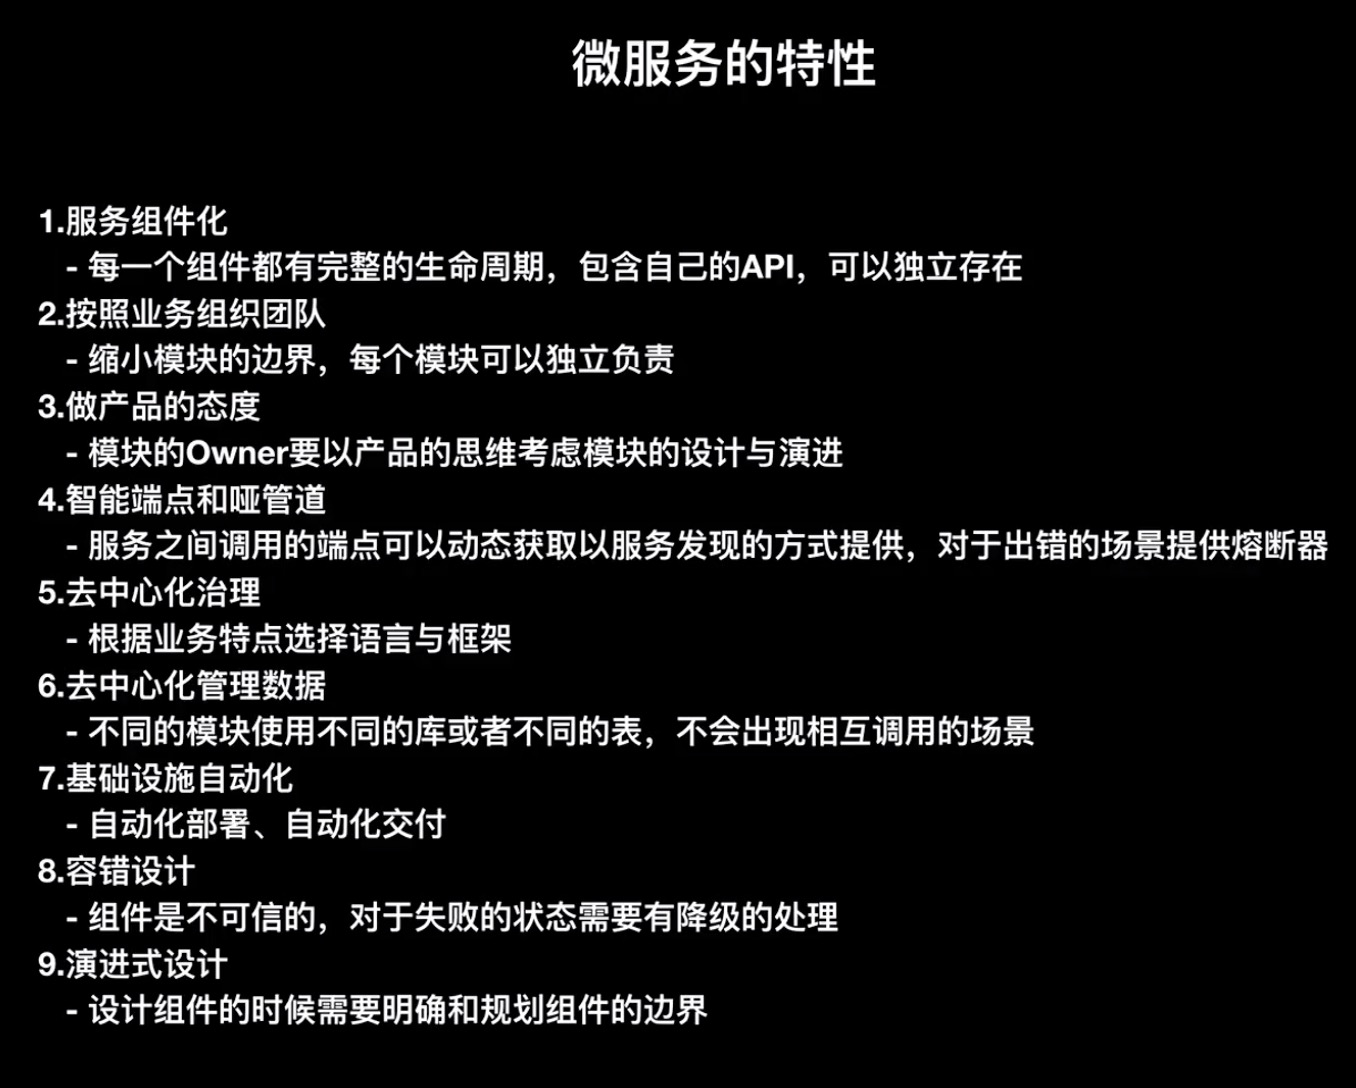 微服务的特性
1.服务组件化
- 每一个组件都有完整的生命周期，包含自己的API，可以独立存在
2.按照业务组织团队
- 缩小模块的边界，每个模块可以独立负责
3.做产品的态度
- 模块的Owner要以产品的思维考虑模块的设计与演进
4.智能端点和哑管道
- 服务之间调用的端点可以动态获取以服务发现的方式提供，对于出错的场景提供熔断器
5.去中心化治理
- 根据业务特点选择语言与框架
6.去中心化管理数据
- 不同的模块使用不同的库或者不同的表，不会出现相互调用的场景
7.基础设施自动化
- 自动化部署、自动化交付
8.容错设计
- 组件是不可信的，对于失败的状态需要有降级的处理
9.演进式设计
- 设计组件的时候需要明确和规划组件的边界